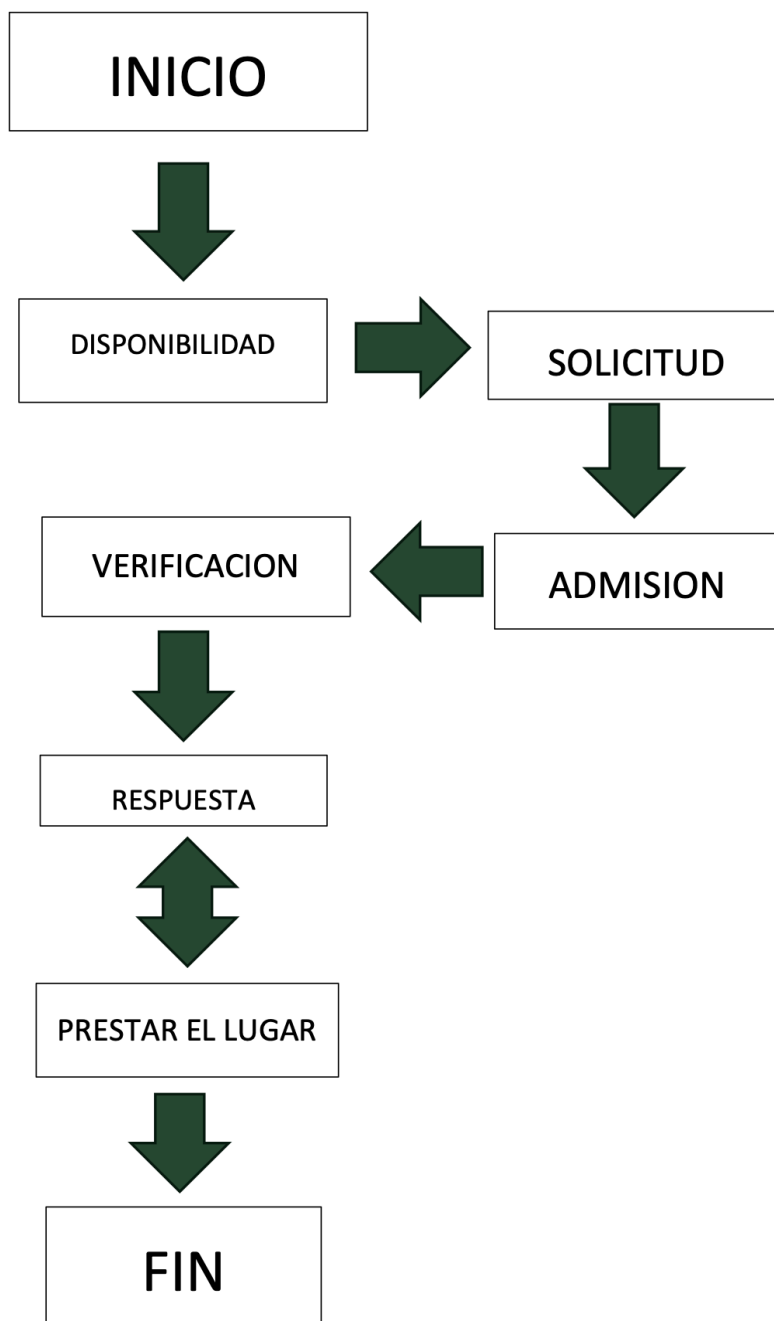 INICIO
DISPONIBILIDAD
SOLICITUD
ADMISION
VERIFICACION
RESPUESTA
PRESTAR EL LUGAR
FIN